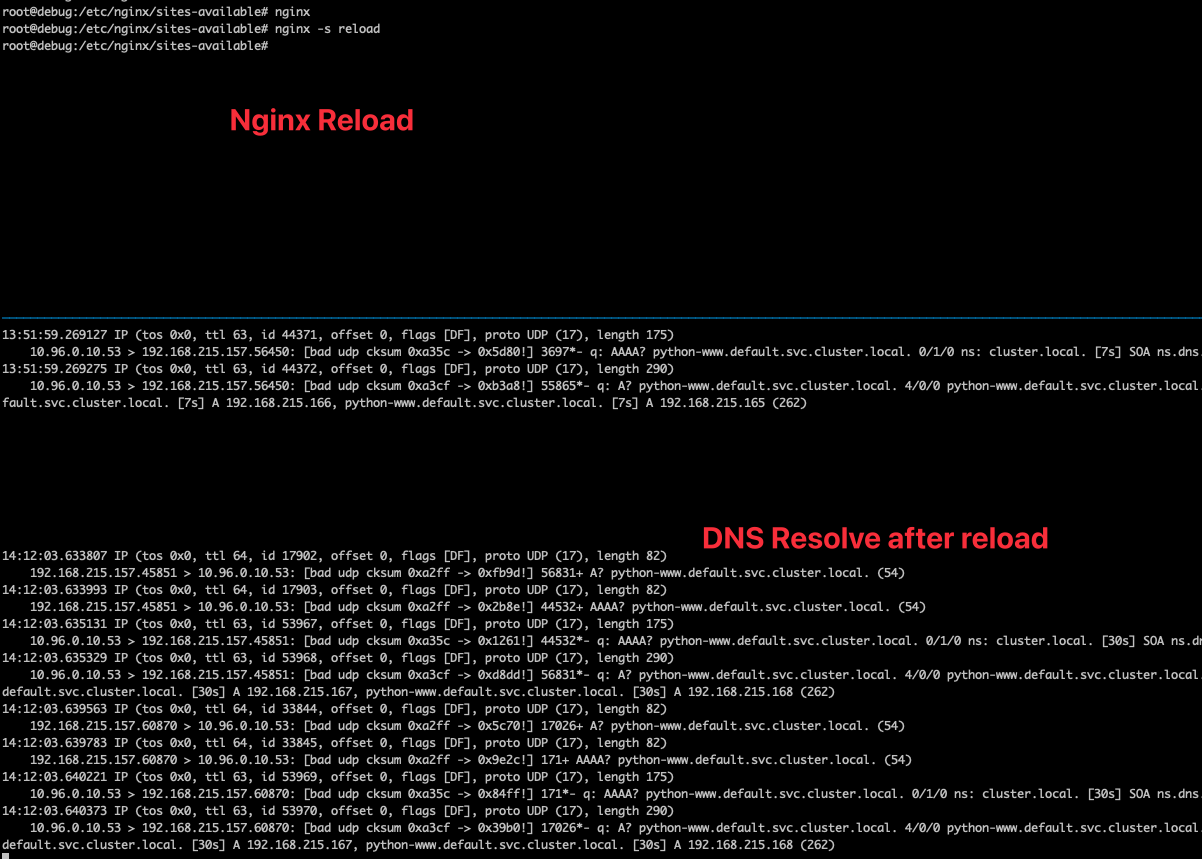 root@debug:/etc/nginx/sites-available# nginx
root@debug:/etc/nginx/sites-available# nginx -s reload
root@debug:/etc/nginx/sites-available#
Nginx Reload
13:51:59.269127 IP (tos 0x0, ttl 63, id 44371, offset 0, flags [DF], proto UDP (17), length 175)
10.96.0.10.53 > 192.168.215.157.56450: [bad udp cksum 0xa35c -> 0x5d80!] 3697*- q: AAAA? python-www.default.svc.cluster.local. 0/1/0 ns: cluster.local. [7s] SOA ns.dns.
13:51:59.269275 IP (tos 0x0, ttl 63, id 44372, offset 0, flags [DF], proto UDP (17), length 290)
10.96.0.10.53 > 192.168.215.157.56450: [bad udp cksum 0xa3cf -> 0xb3a8!] 55865*- q: A? python-www.default.svc.cluster.local. 4/0/0 python-www.default.svc.cluster.local.
fault.svc.cluster.local. [7s] A 192.168.215.166, python-www.default.svc.cluster.local. [7s] A 192.168.215.165 (262)
DNS Resolve after reload
14:12:03.633807 IP (tos 0x0, ttl 64, id 17902, offset 0, flags [DF], proto UDP (17), length 82)
192.168.215.157.45851 > 10.96.0.10.53: [bad udp cksum 0xa2ff -> 0xfb9d!] 56831+ A? python-www.default.svc.cluster.local. (54)
14:12:03.633993 IP (tos 0x0, ttl 64, id 17903, offset 0, flags [DF], proto UDP (17), length 82)
192.168.215.157.45851 > 10.96.0.10.53: [bad udp cksum 0xa2ff -> 0x2b8e!] 44532+ AAAA? python-www.default.svc.cluster.local. (54)
14:12:03.635131 IP (tos 0x0, ttl 63, id 53967, offset 0, flags [DF], proto UDP (17), length 175)
10.96.0.10.53 > 192.168.215.157.45851: [bad udp cksum 0xa35c -> 0x1261!] 44532*- q: AAAA? python-www.default.svc.cluster.local. 0/1/0 ns: cluster.local. [30s] SOA ns.dn
14:12:03.635329 IP (tos 0x0, ttl 63, id 53968, offset 0, flags [DF], proto UDP (17), length 290)
10.96.0.10.53 > 192.168.215.157.45851: [bad udp cksum 0xa3cf -> 0xd8dd!] 56831*- q: A? python-www.default.svc.cluster.local. 4/0/0 python-www.default.svc.cluster.local.
default.svc.cluster.local. [30s] A 192.168.215.167, python-www.default.svc.cluster.local. [30s] A 192.168.215.168 (262)
14:12:03.639563 IP (tos 0x0, ttl 64, id 33844, offset 0, flags [DF], proto UDP (17), length 82)
192.168.215.157.60870 > 10.96.0.10.53: [bad udp cksum 0xa2ff -> 0x5c70!] 17026+ A? python-www.default.svc.cluster.local. (54)
14:12:03.639783 IP (tos 0x0, ttl 64, id 33845, offset 0, flags [DF], proto UDP (17), length 82)
192.168.215.157.60870 > 10.96.0.10.53: [bad udp cksum 0xa2ff -> 0x9e2c!] 171+ AAAA? python-www.default.svc.cluster.local. (54)
14:12:03.640221 IP (tos 0x0, ttl 63, id 53969, offset 0, flags [DF], proto UDP (17), length 175)
10.96.0.10.53 > 192.168.215.157.60870: [bad udp cksum 0xa35c -> 0x84ff!] 171*- q: AAAA? python-www.default.svc.cluster.local. 0/1/0 ns: cluster.local. [30s] SOA ns.dns.
14:12:03.640373 IP (tos 0x0, ttl 63, id 53970, offset 0, flags [DF], proto UDP (17), length 290)
10.96.0.10.53 > 192.168.215.157.60870: [bad udp cksum 0xa3cf -> 0x39b0!] 17026*- q: A? python-www.default.svc.cluster.local. 4/0/0 python-www.default.svc.cluster.local.
default.svc.cluster.local. [30s] A 192.168.215.167, python-www.default.svc.cluster.local. [30s] A 192.168.215.168 (262)